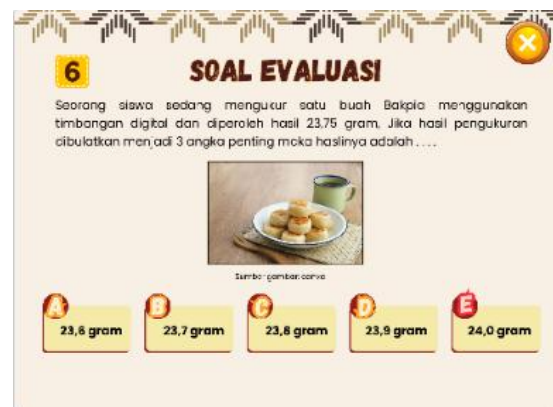 6
SOAL EVALUASI
Seorang siswa sedang mengukur satu buah Bakpia menggunakan
timbangan digital dan diperoleh hasil 23,75 gram, Jika hasil pengukuran
dibulatkan menjadi 3 angka penting maka haslinya adalah . . . .
Sumber gambar: canva
A
B
C
D
E
23,6 gram
23,7 gram
23,8 gram
23,9 gram
24,0 gram